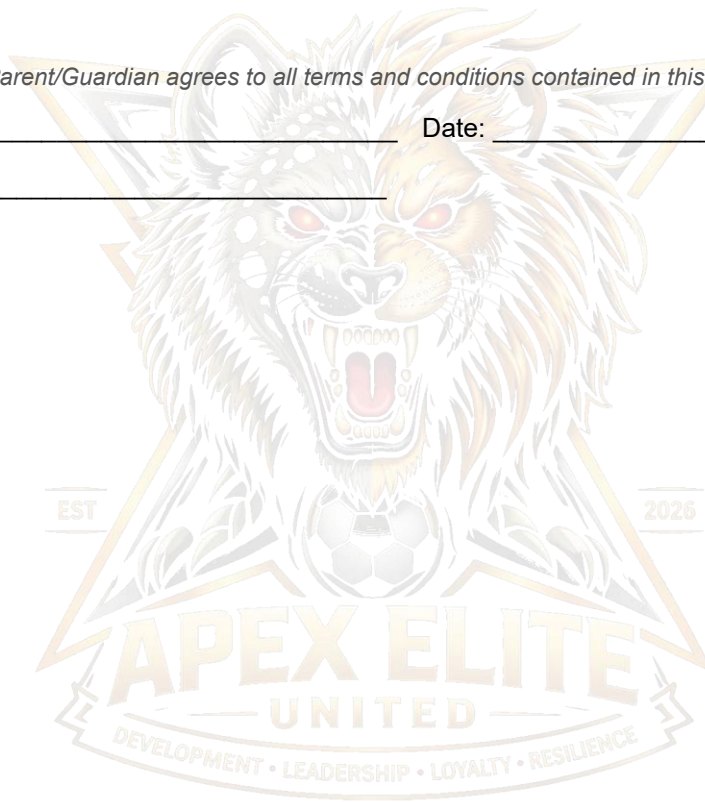 Parent/Guardian agrees to all terms and conditions contained in this
Date:
EST 2026
APEX ELITE
UNITED
DEVELOPMENT • LEADERSHIP • LOYALTY • RESILIENCE